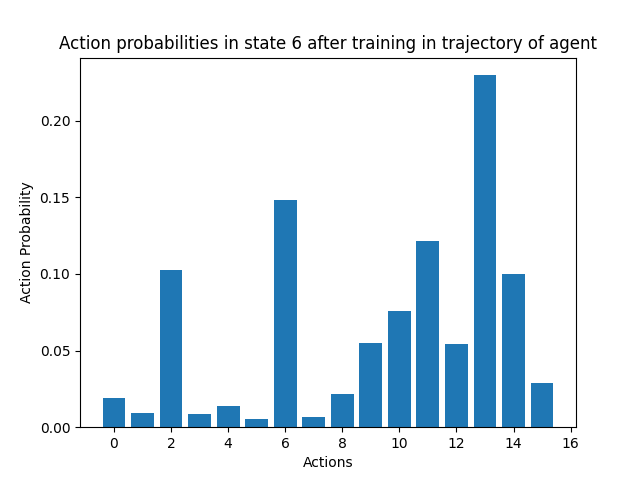 Action probabilities in state 6 after training in trajectory of agent
Action Probability
0.20
0.15
0.10
0.05
0.00
0 2 4 6 8 10 12 14 16
Actions